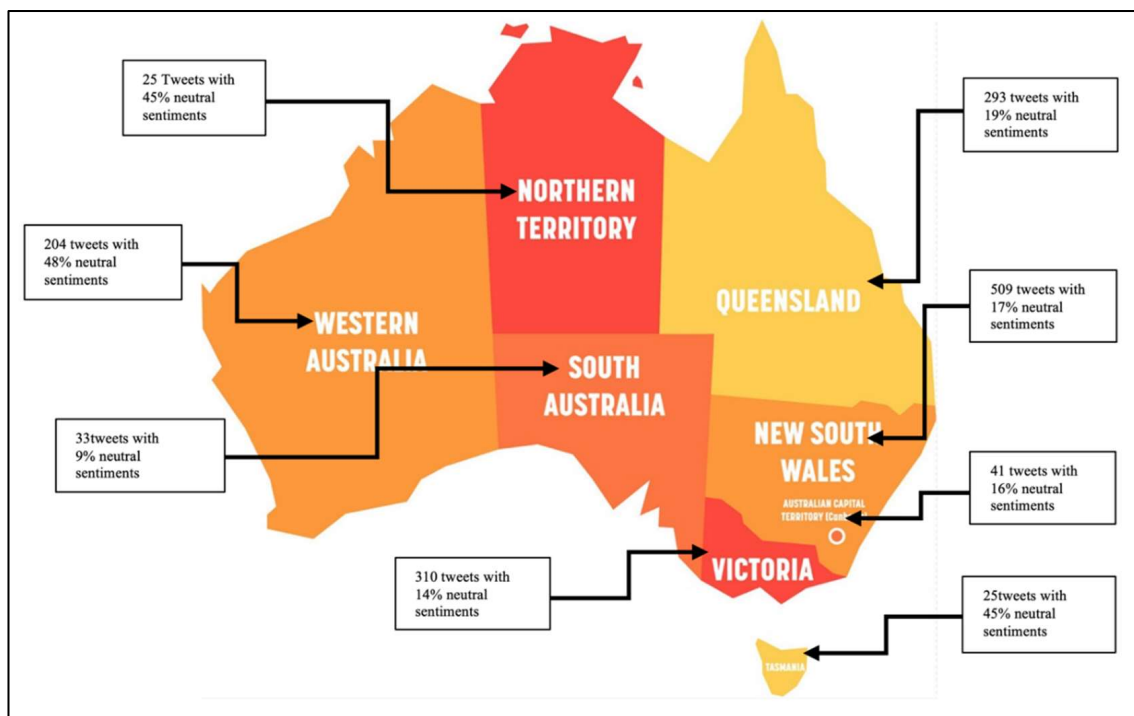 25 Tweets with
45% neutral
sentiments
293 tweets with
19% neutral
sentiments
NORTHERN
TERRITORY
204 tweets with
48% neutral
sentiments
QUEENSLAND
509 tweets with
17% neutral
sentiments
WESTERN
AUSTRALIA
SOUTH
AUSTRALIA
33tweets with
9% neutral
sentiments
NEW SOUTH
WALES
41 tweets with
16% neutral
sentiments
AUSTRALIAN CAPITAL
TERRITORY
310 tweets with
14% neutral
sentiments
VICTORIA
25tweets with
45% neutral
sentiments
TASMANIA